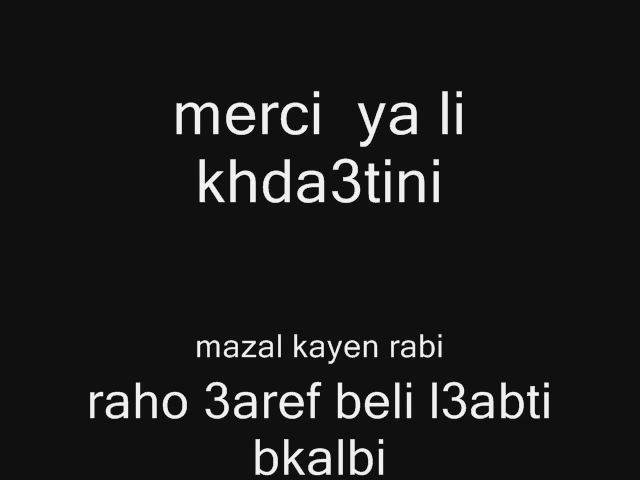 merci  ya li
khda3tini
mazal kayen rabi
raho 3aref beli l3abti
bkalbi